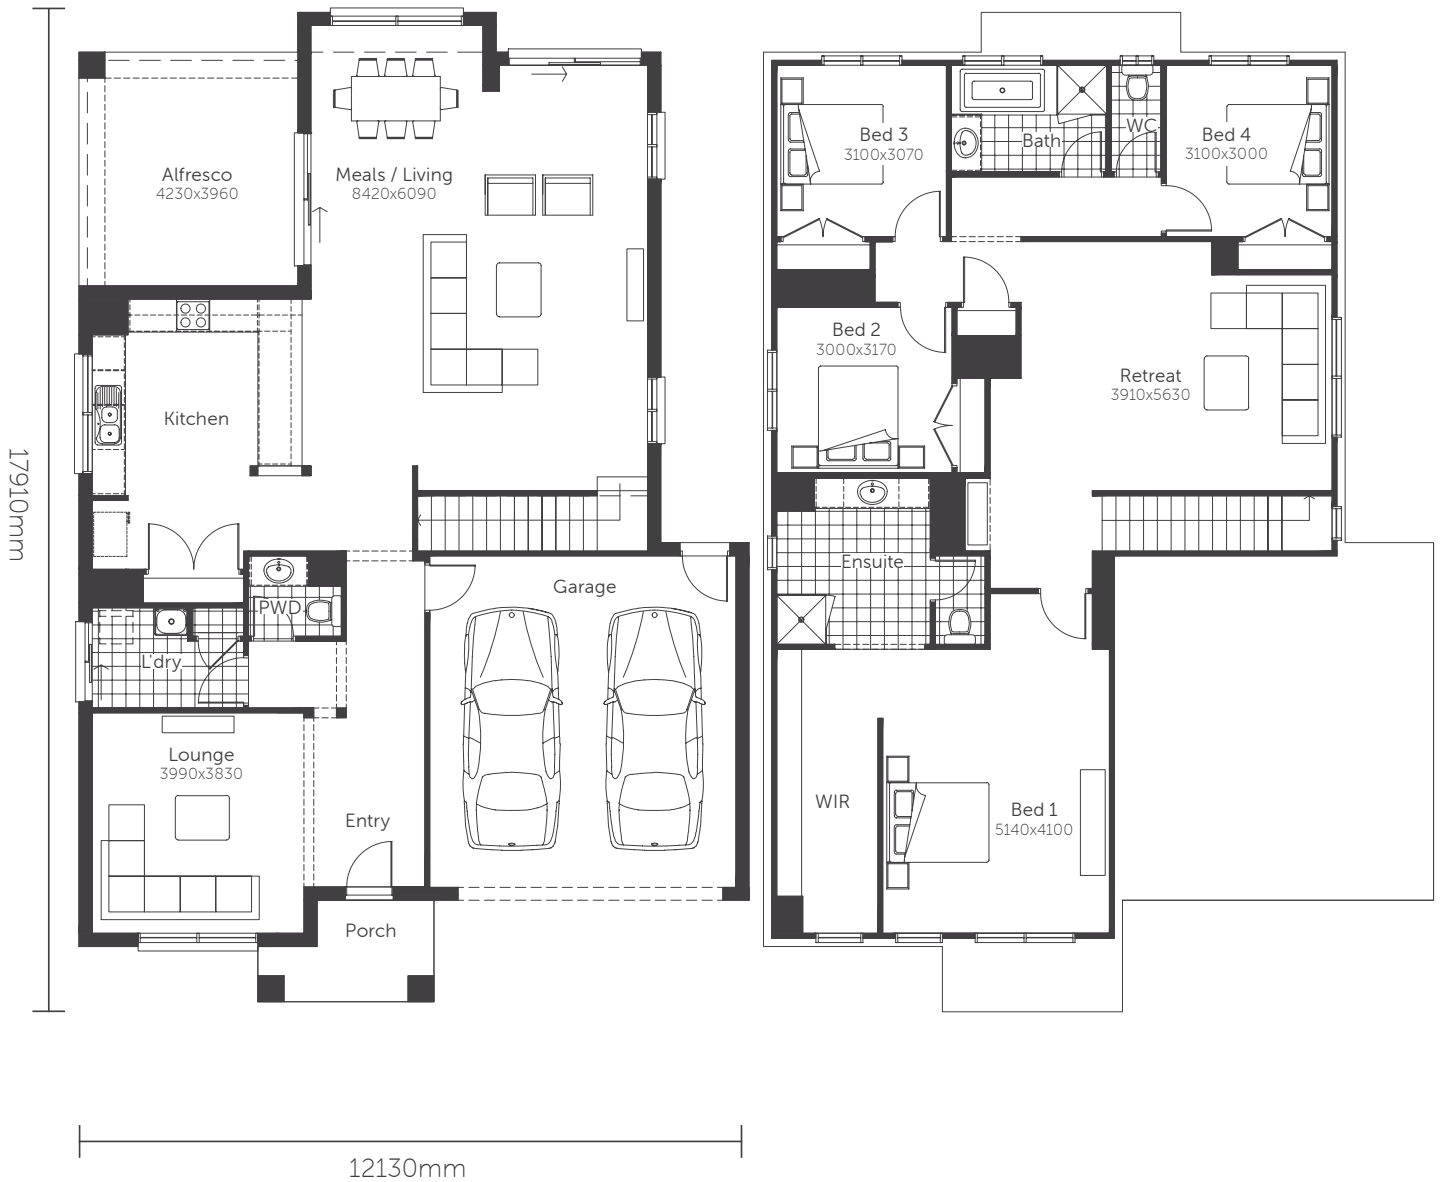 Alfresco
4230x3960
Meals / Living
8420x6090
Kitchen
PWD
L'dry
Garage
Lounge
3990x3830
Entry
Porch
17910mm
12130mm
Bed 3
3100x3070
Bath
WC
Bed 4
3100x3000
Bed 2
3000x3170
Retreat
3910x5630
Ensuite
WIR
Bed 1
5140x4100